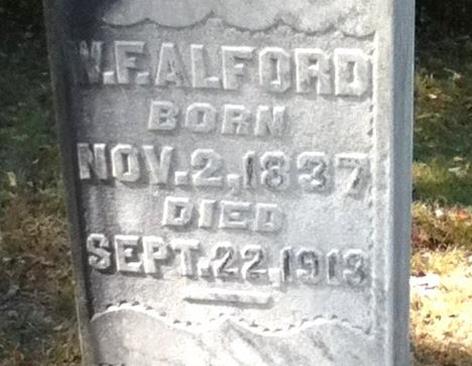 W.F.ALFORD
BORN
NOV.2,1837
DIED
SEPT.22,1913